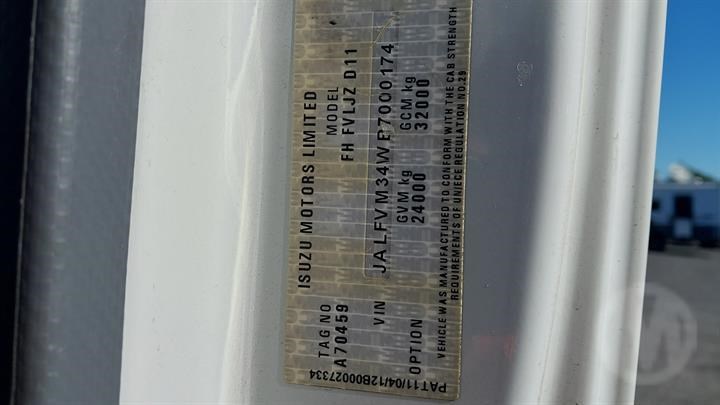 ISUZU MOTORS LIMITED
TAG NO MODEL
A70459 FH FVLJZ D11
VIN JALFVM34WB7000174
GVM kg GCM kg
OPTION 24000 32000
VEHICLE WAS MANUFACTURED TO CONFORM WITH THE CAB STRENGTH
REQUIREMENTS OF UNIECE REGULATION NO.29
PAT11/04/12B00027334